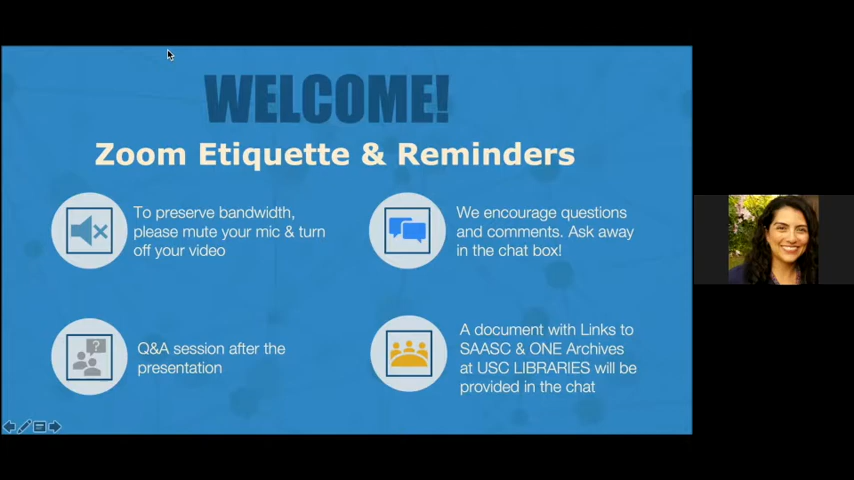 WELCOME!
Zoom Etiquette & Reminders
To preserve bandwidth,
please mute your mic & turn
off your video
We encourage questions
and comments. Ask away
in the chat box!
Q&A session after the
presentation
A document with Links to
SAASC & ONE Archives
at USC LIBRARIES will be
provided in the chat